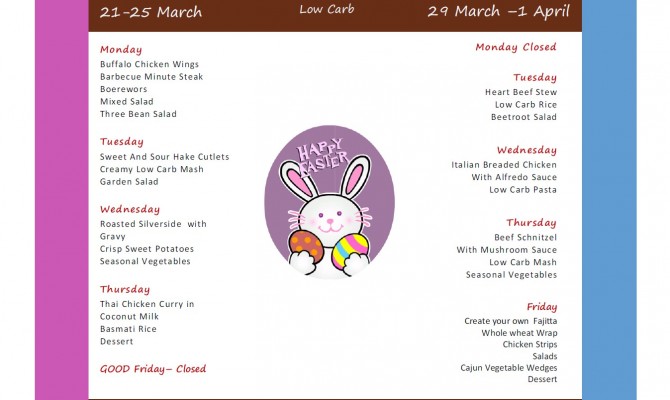 21-25 March
Low Carb
29 March –1 April
Monday
Buffalo Chicken Wings
Barbecue Minute Steak
Boerewors
Mixed Salad
Three Bean Salad
Tuesday
Sweet And Sour Hake Cutlets
Creamy Low Carb Mash
Garden Salad
Wednesday
Roasted Silverside with
Gravy
Crisp Sweet Potatoes
Seasonal Vegetables
Thursday
Thai Chicken Curry in
Coconut Milk
Basmati Rice
Dessert
GOOD Friday– Closed
HAPPY
EASTER
Monday Closed
Tuesday
Heart Beef Stew
Low Carb Rice
Beetroot Salad
Wednesday
Italian Breaded Chicken
With Alfredo Sauce
Low Carb Pasta
Thursday
Beef Schnitzel
With Mushroom Sauce
Low Carb Mash
Seasonal Vegetables
Friday
Create your own Fajitta
Whole wheat Wrap
Chicken Strips
Salads
Cajun Vegetable Wedges
Dessert